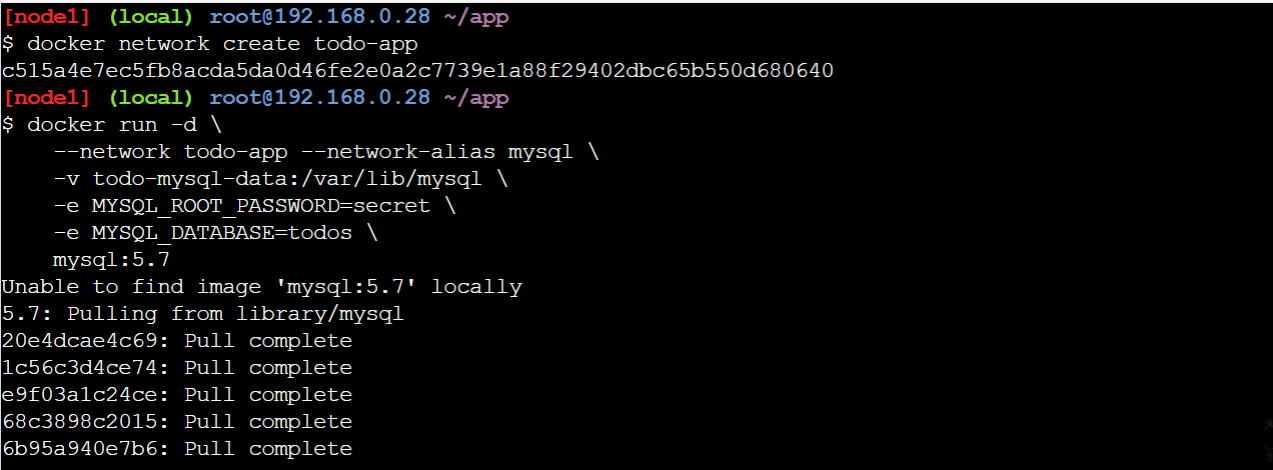 [node1] (local) root@192.168.0.28 ~/app
$ docker network create todo-app
c515a4e7ec5fb8acda5da0d46fe2e0a2c7739e1a88f29402dbc65b550d680640
[node1] (local) root@192.168.0.28 ~/app
$ docker run -d \
    --network todo-app --network-alias mysql \
    -v todo-mysql-data:/var/lib/mysql \
    -e MYSQL_ROOT_PASSWORD=secret \
    -e MYSQL_DATABASE=todos \
    mysql:5.7
Unable to find image 'mysql:5.7' locally
5.7: Pulling from library/mysql
20e4dcae4c69: Pull complete
1c56c3d4ce74: Pull complete
e9f03a1c24ce: Pull complete
68c3898c2015: Pull complete
6b95a940e7b6: Pull complete